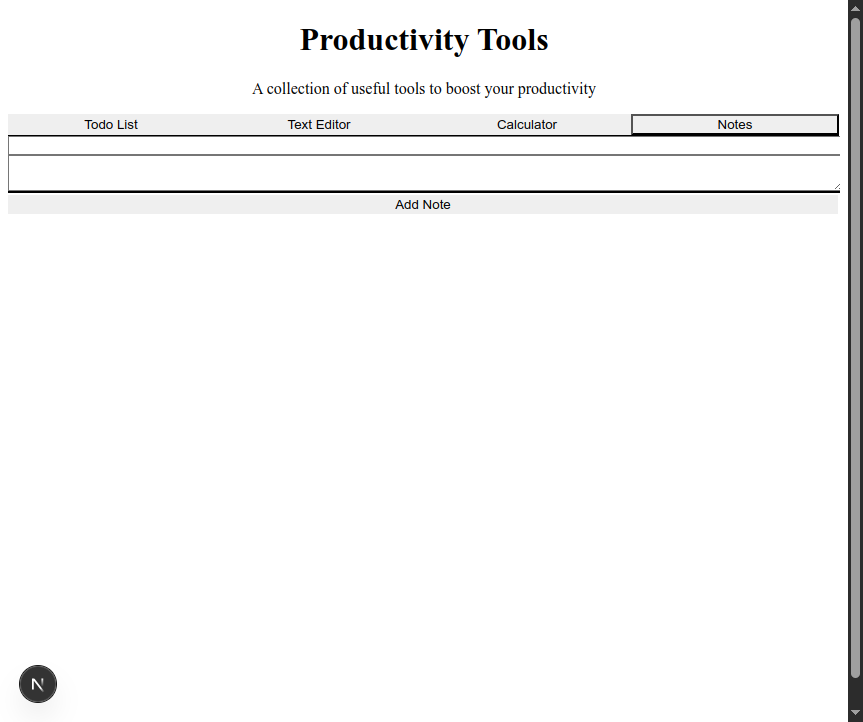 Productivity Tools
A collection of useful tools to boost your productivity
Todo List Text Editor Calculator Notes
Add Note
N